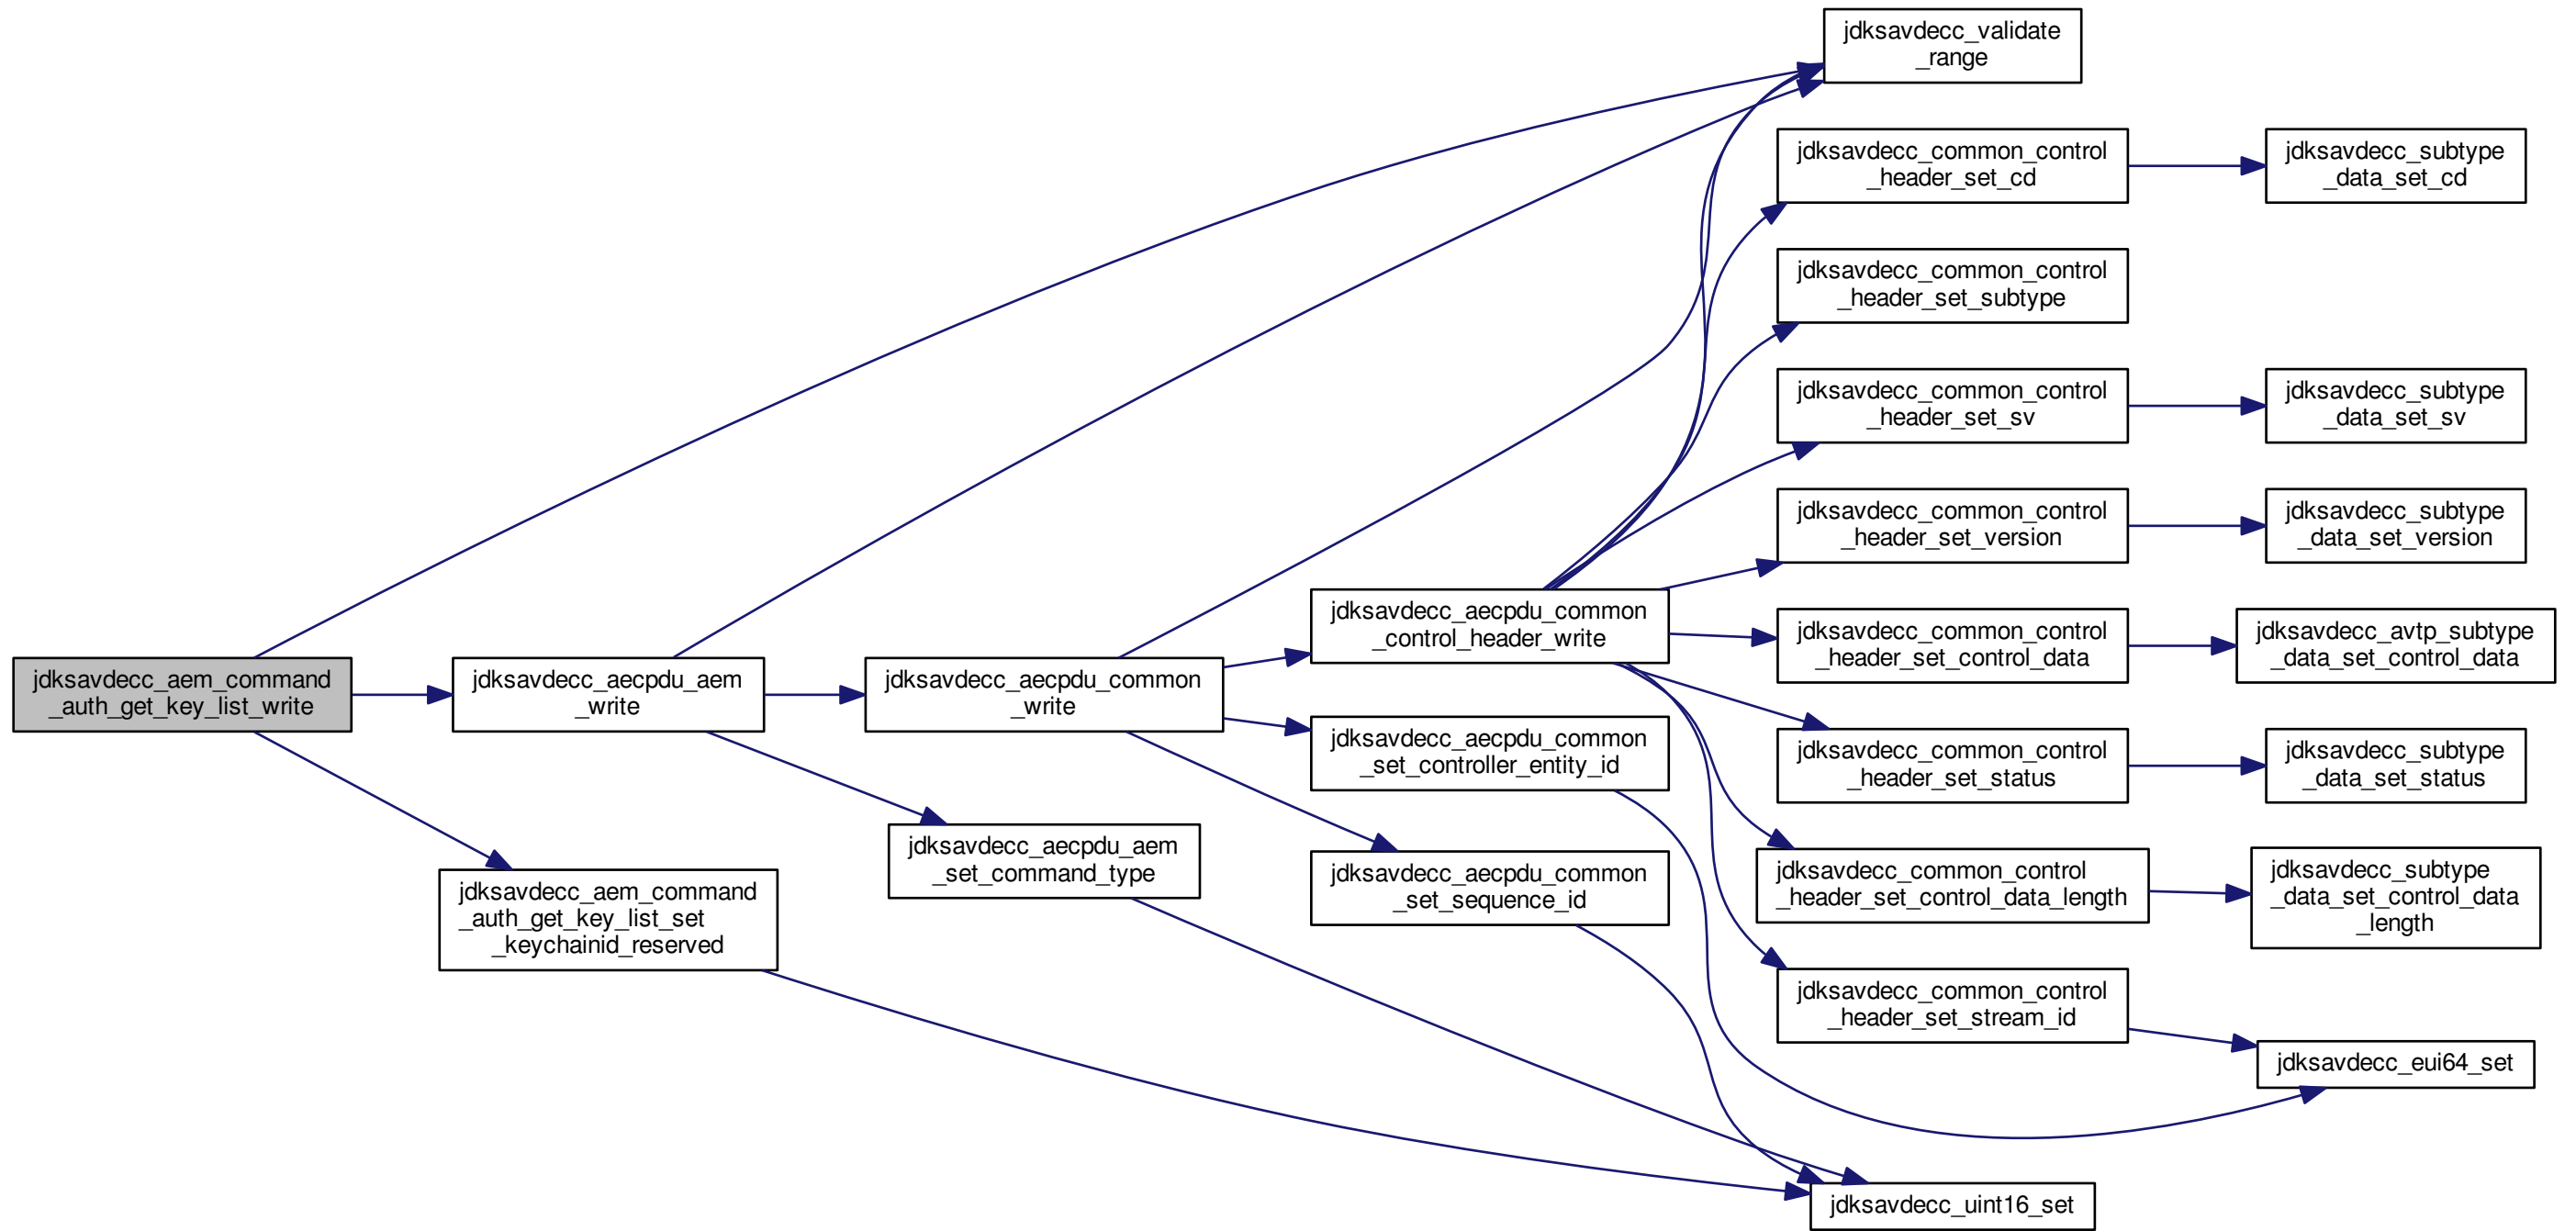 jdksavdecc_aem_command
_auth_get_key_list_write
jdksavdecc_aecpdu_aem
_write
jdksavdecc_aem_command
_auth_get_key_list_set
_keychainid_reserved
jdksavdecc_aecpdu_common
_write
jdksavdecc_aecpdu_aem
_set_command_type
jdksavdecc_aecpdu_common
_control_header_write
jdksavdecc_aecpdu_common
_set_controller_entity_id
jdksavdecc_aecpdu_common
_set_sequence_id
jdksavdecc_validate
_range
jdksavdecc_common_control
_header_set_cd
jdksavdecc_common_control
_header_set_subtype
jdksavdecc_common_control
_header_set_sv
jdksavdecc_common_control
_header_set_version
jdksavdecc_common_control
_header_set_control_data
jdksavdecc_common_control
_header_set_status
jdksavdecc_common_control
_header_set_control_data_length
jdksavdecc_common_control
_header_set_stream_id
jdksavdecc_uint16_set
jdksavdecc_subtype
_data_set_cd
jdksavdecc_subtype
_data_set_sv
jdksavdecc_subtype
_data_set_version
jdksavdecc_avtp_subtype
_data_set_control_data
jdksavdecc_subtype
_data_set_status
jdksavdecc_subtype
_data_set_control_data
_length
jdksavdecc_eui64_set